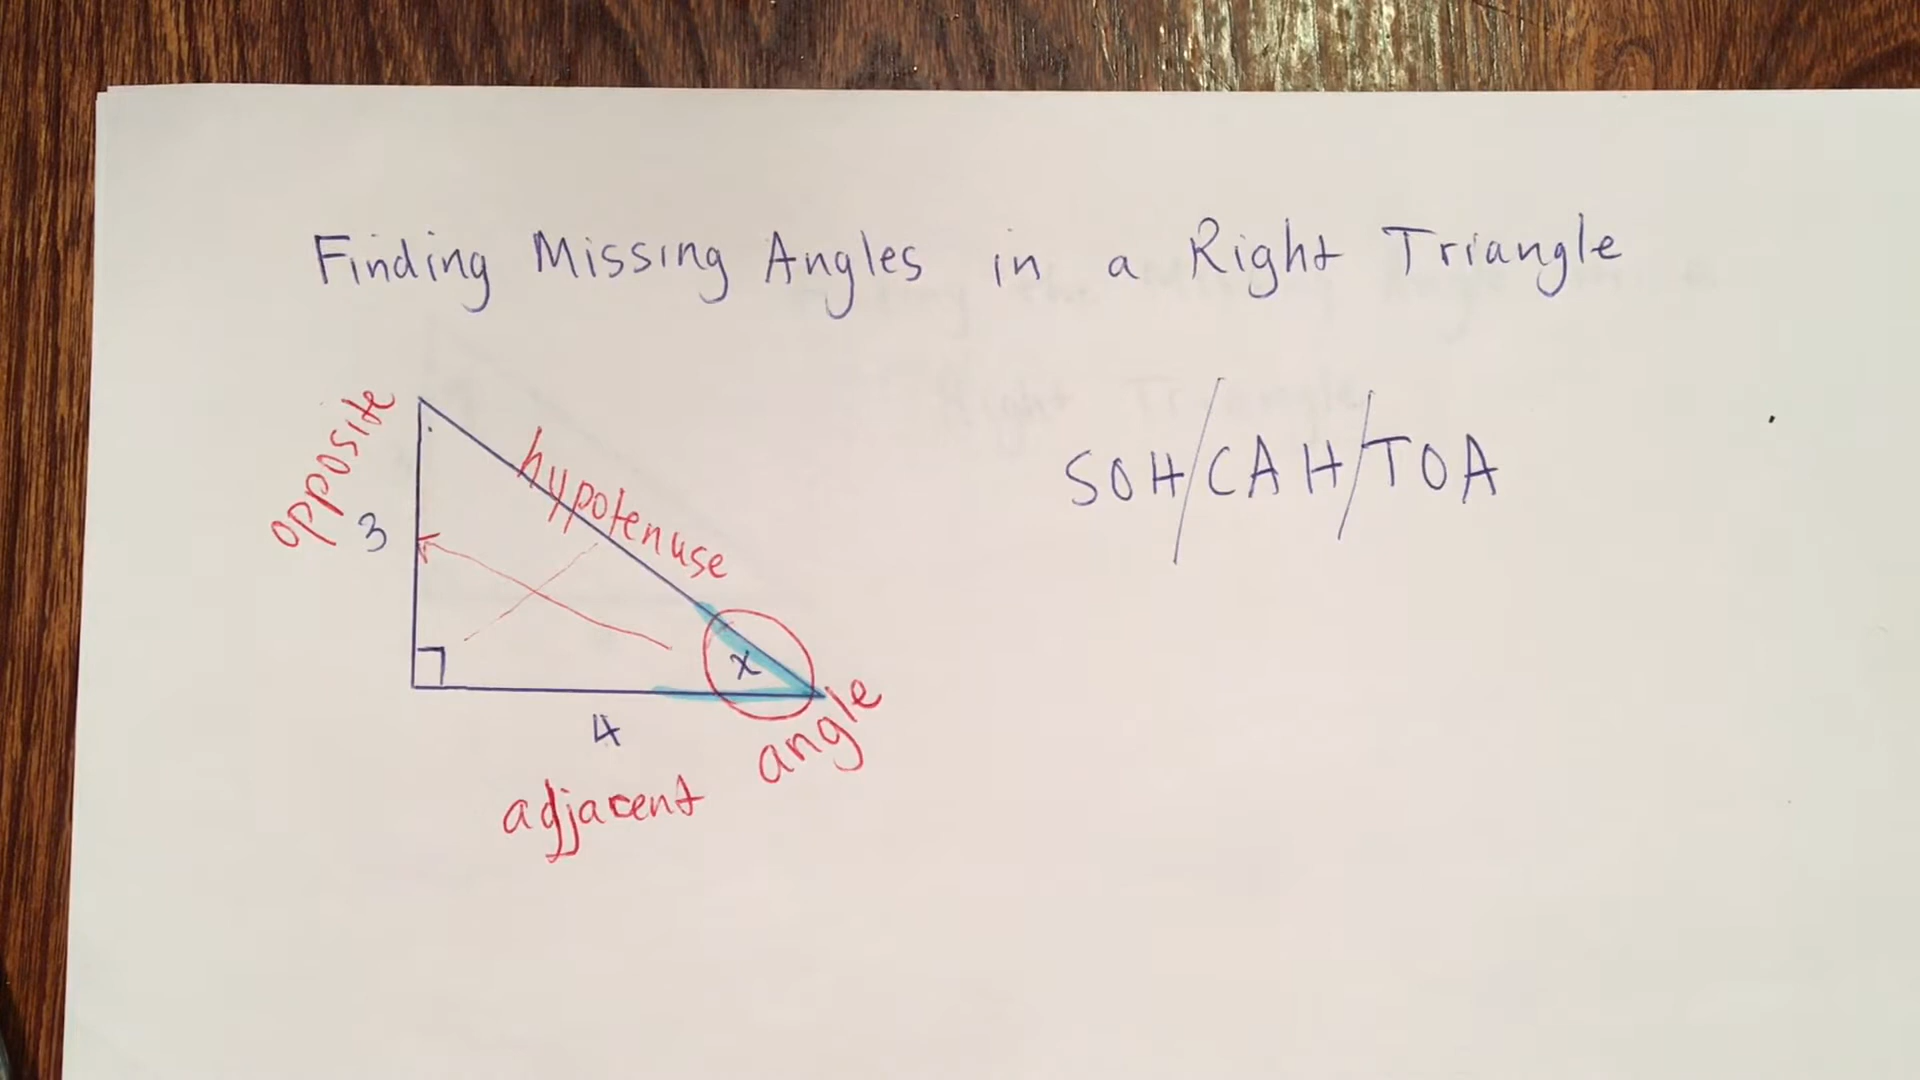 Finding Missing Angles in a Right Triangle
opposite
hypotenuse
SOH/CAH/TOA
3
x
angle
4
adjacent